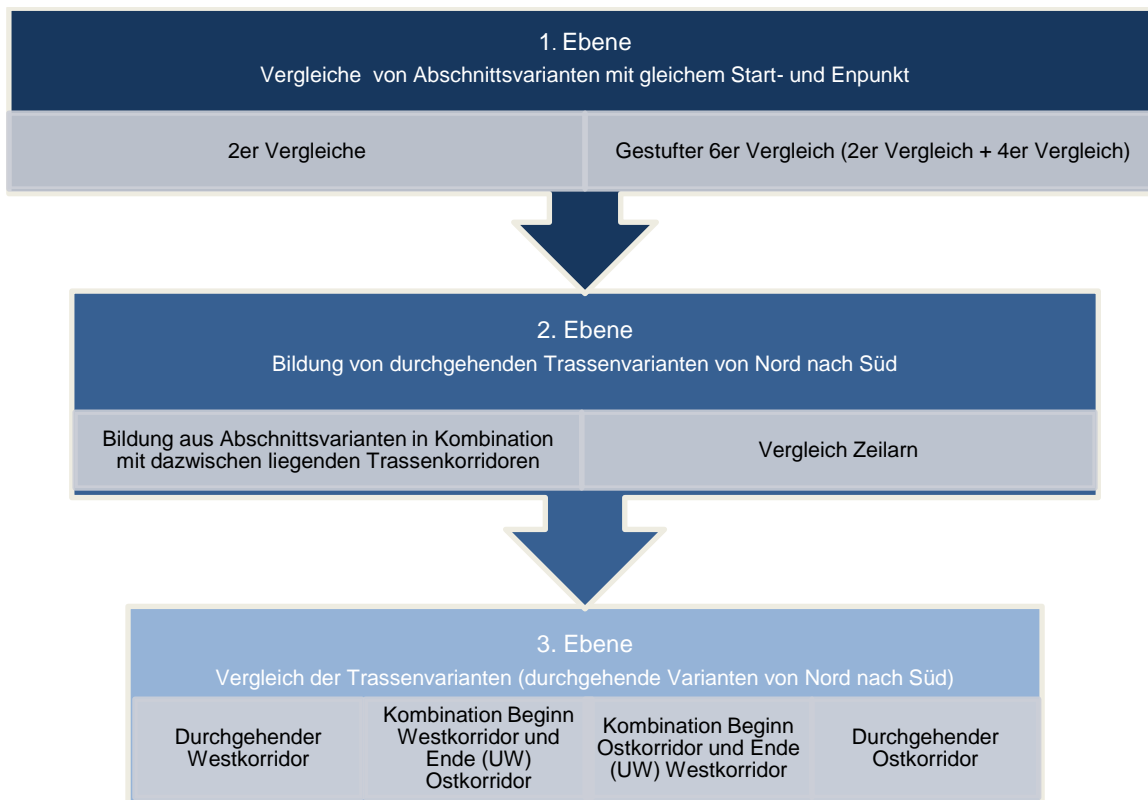 1. Ebene
Vergleiche von Abschnittsvarianten mit gleichem Start- und Enpunkt
2er Vergleiche
Gestufter 6er Vergleich (2er Vergleich + 4er Vergleich)
2. Ebene
Bildung von durchgehenden Trassenvarianten von Nord nach Süd
Bildung aus Abschnittsvarianten in Kombination
mit dazwischen liegenden Trassenkorridoren
Vergleich Zeilarn
3. Ebene
Vergleich der Trassenvarianten (durchgehende Varianten von Nord nach Süd)
Durchgehender
Westkorridor
Kombination Beginn
Westkorridor und
Ende (UW)
Ostkorridor
Kombination Beginn
Ostkorridor und Ende
(UW) Westkorridor
Durchgehender
Ostkorridor